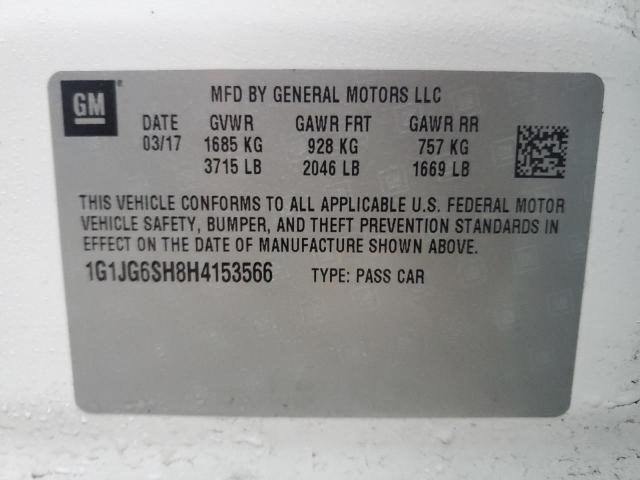 GM
MFD BY GENERAL MOTORS LLC
DATE GVWR GAWR FRT GAWR RR
03/17 1685 KG 928 KG 757 KG
3715 LB 2046 LB 1669 LB
THIS VEHICLE CONFORMS TO ALL APPLICABLE U.S. FEDERAL MOTOR
VEHICLE SAFETY, BUMPER, AND THEFT PREVENTION STANDARDS IN
EFFECT ON THE DATE OF MANUFACTURE SHOWN ABOVE.
1G1JG6SH8H4153566 TYPE: PASS CAR